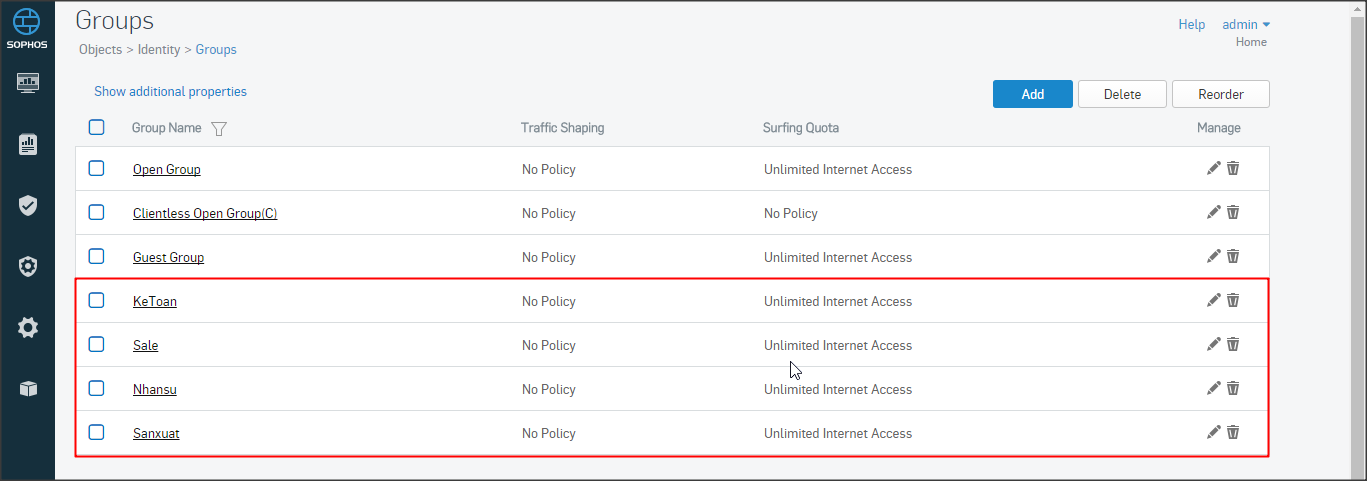 SOPHOS
Groups
Help admin
Objects > Identity > Groups
Home
Show additional properties
Add Delete Reorder
Group Name Traffic Shaping Surfing Quota Manage
Open Group No Policy Unlimited Internet Access
Clientless Open Group(C) No Policy No Policy
Guest Group No Policy Unlimited Internet Access
KeToan No Policy Unlimited Internet Access
Sale No Policy Unlimited Internet Access
Nhansu No Policy Unlimited Internet Access
Sanxuat No Policy Unlimited Internet Access